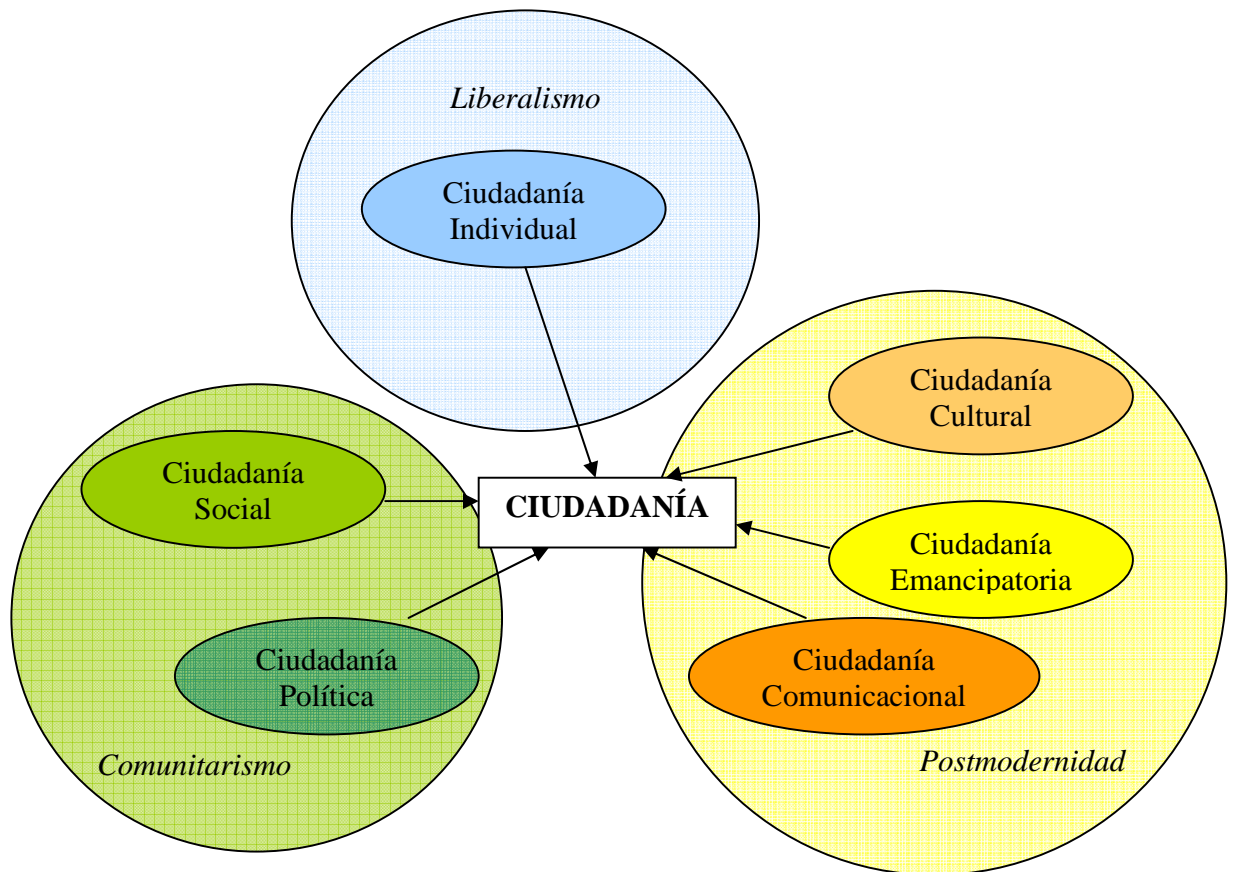 Liberalismo
Ciudadanía
Individual
Ciudadanía
Cultural
Ciudadanía
Social
CIUDADANÍA
Ciudadanía
Emancipatoria
Ciudadanía
Política
Ciudadanía
Comunicacional
Comunitarismo
Postmodernidad